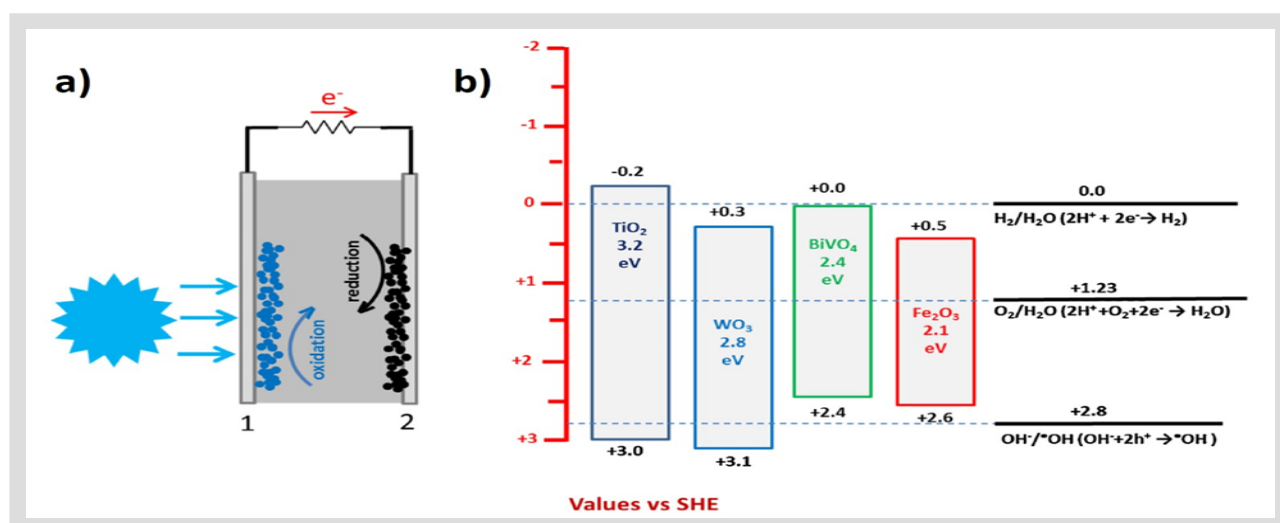 a)
e⁻
reduction
oxidation
1
2
b)
-2
-1
0
+1
+2
+3
-0.2
TiO₂
3.2
eV
+3.0
+0.3
WO₃
2.8
eV
+3.1
+0.0
BiVO₄
2.4
eV
+2.4
+0.5
Fe₂O₃
2.1
eV
+2.6
0.0
H₂/H₂O (2H⁺ + 2e⁻→ H₂)
+1.23
O₂/H₂O (2H⁺+O₂+2e⁻ → H₂O)
+2.8
OH⁻/•OH (OH⁻+2h⁺ →•OH )
Values vs SHE